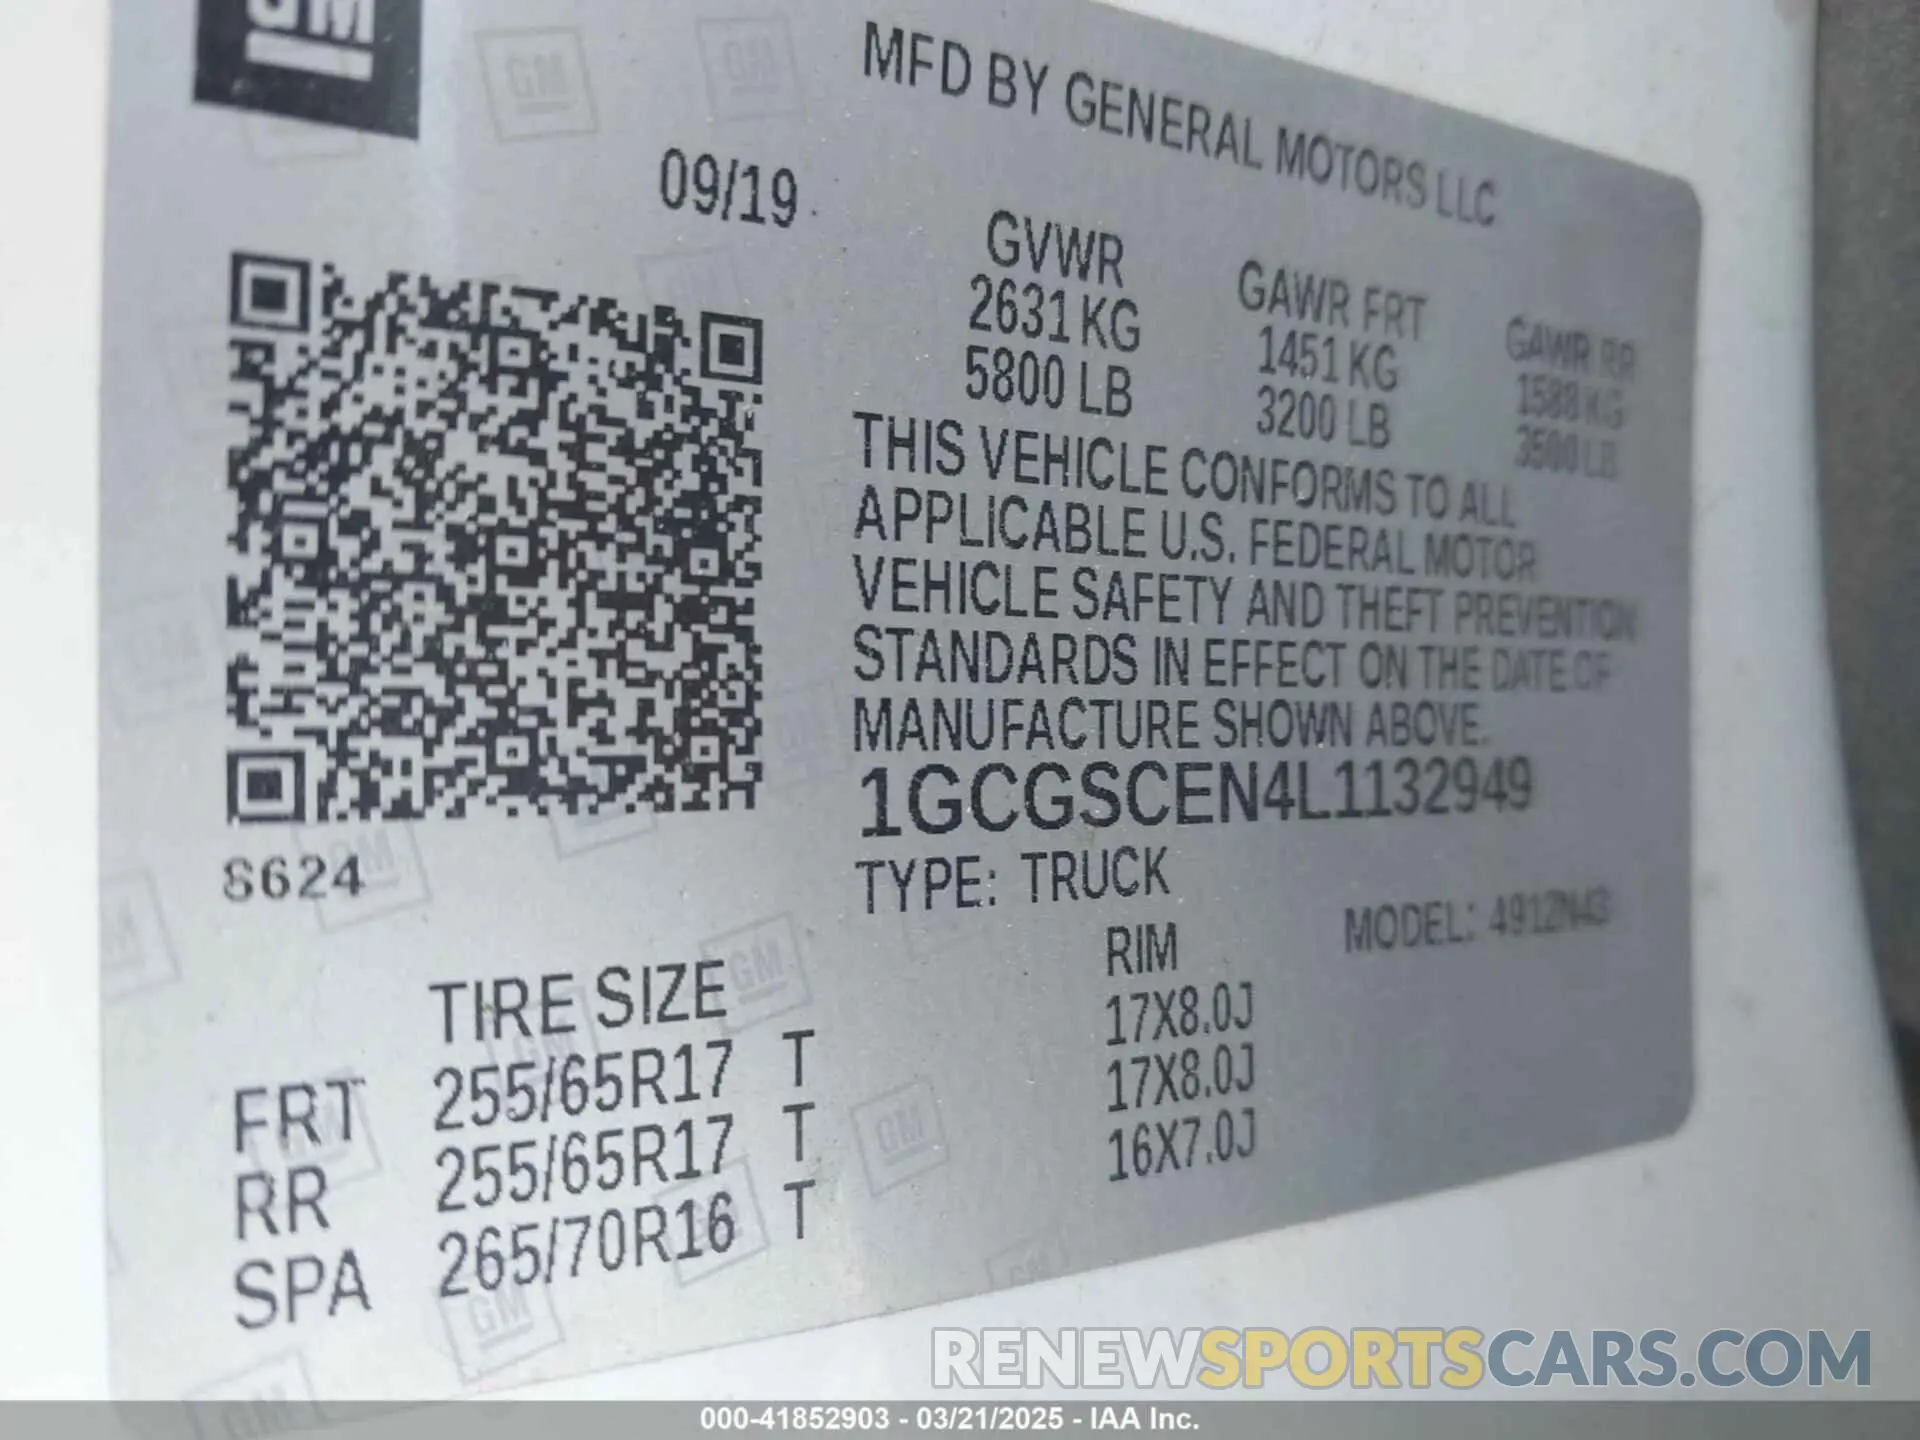 GM
MFD BY GENERAL MOTORS LLC
09/19
GVWR GAWR FRT GAWR RR
2631 KG 1451 KG 1588 KG
5800 LB 3200 LB 3500 LB
THIS VEHICLE CONFORMS TO ALL
APPLICABLE U.S. FEDERAL MOTOR
VEHICLE SAFETY AND THEFT PREVENTION
STANDARDS IN EFFECT ON THE DATE OF
MANUFACTURE SHOWN ABOVE.
1GCGSCEN4L1132949
S624
TYPE: TRUCK MODEL: 4912N43
TIRE SIZE RIM
FRT 255/65R17 T 17X8.0J
RR 255/65R17 T 17X8.0J
SPA 265/70R16 T 16X7.0J
RENEWSPORTSCARS.COM
000-41852903 - 03/21/2025 - IAA Inc.